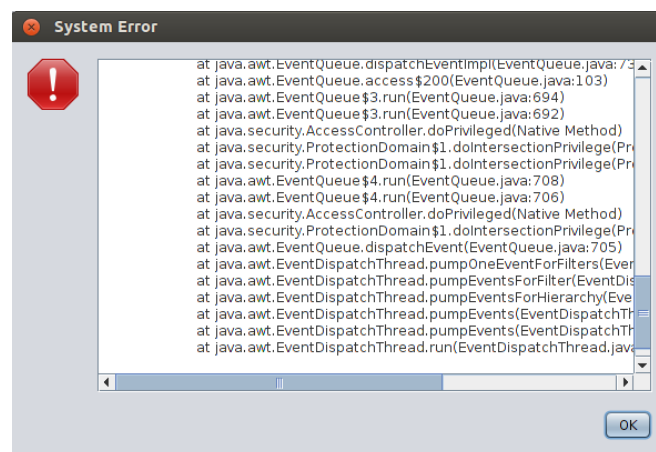 System Error
at java.awt.EventQueue.dispatchEventImpl(EventQueue.java:73
at java.awt.EventQueue.access$200(EventQueue.java:103)
at java.awt.EventQueue$3.run(EventQueue.java:694)
at java.awt.EventQueue$3.run(EventQueue.java:692)
at java.security.AccessController.doPrivileged(Native Method)
at java.security.ProtectionDomain$1.doIntersectionPrivilege(Pro
at java.security.ProtectionDomain$1.doIntersectionPrivilege(Pro
at java.awt.EventQueue$4.run(EventQueue.java:708)
at java.awt.EventQueue$4.run(EventQueue.java:706)
at java.security.AccessController.doPrivileged(Native Method)
at java.security.ProtectionDomain$1.doIntersectionPrivilege(Pro
at java.awt.EventQueue.dispatchEvent(EventQueue.java:705)
at java.awt.EventDispatchThread.pumpOneEventForFilters(Even
at java.awt.EventDispatchThread.pumpEventsForFilter(EventDis
at java.awt.EventDispatchThread.pumpEventsForHierarchy(Eve
at java.awt.EventDispatchThread.pumpEvents(EventDispatchTh
at java.awt.EventDispatchThread.pumpEvents(EventDispatchTh
at java.awt.EventDispatchThread.run(EventDispatchThread.java
OK